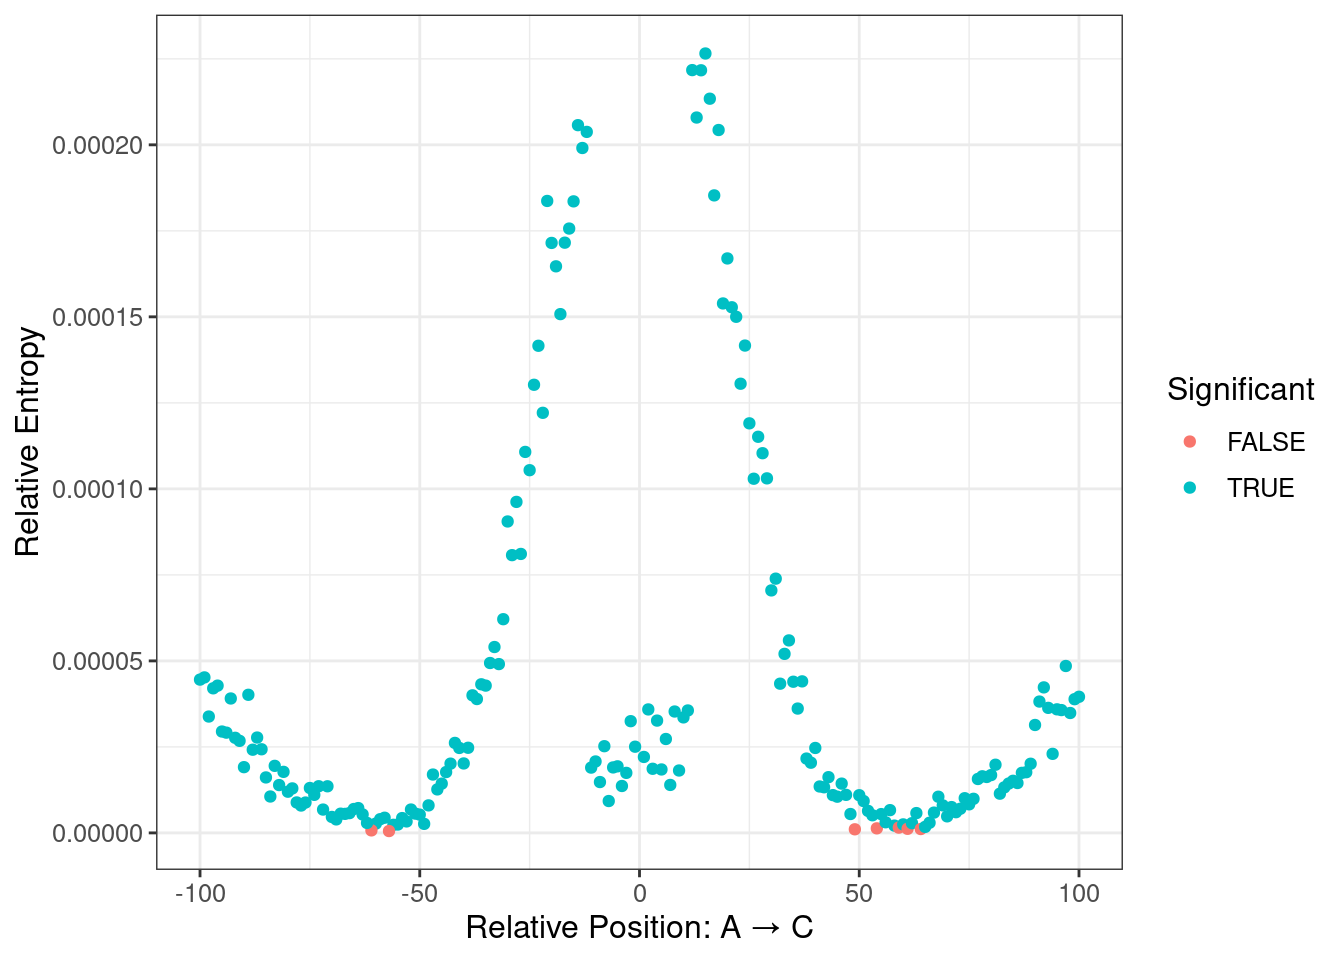 0.00020
0.00015
0.00010
0.00005
0.00000
Relative Entropy
-100 -50 0 50 100
Relative Position: A → C
Significant
FALSE
TRUE